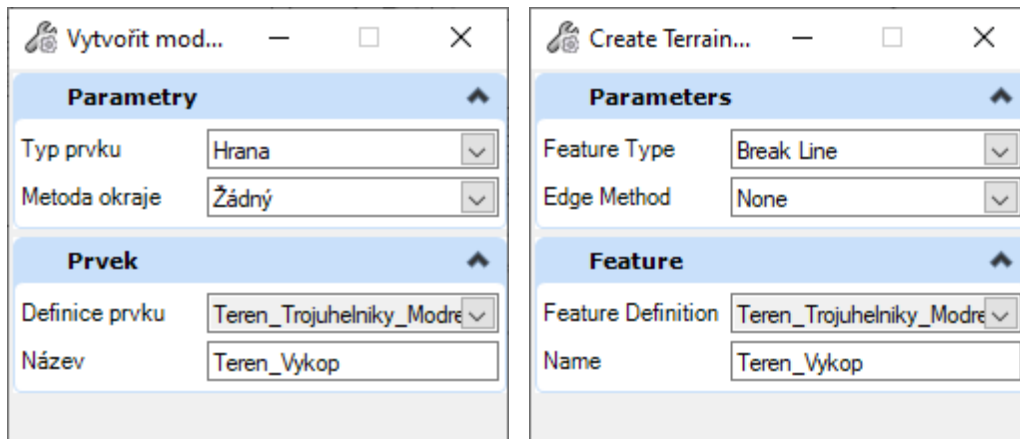 Vytvořit mod...
Parametry
Typ prvku Hrana
Metoda okraje Žádný
Prvek
Definice prvku Teren_Trojuhelniky_Modre
Název Teren_Vykop
Create Terrain...
Parameters
Feature Type Break Line
Edge Method None
Feature
Feature Definition Teren_Trojuhelniky_Modre
Name Teren_Vykop